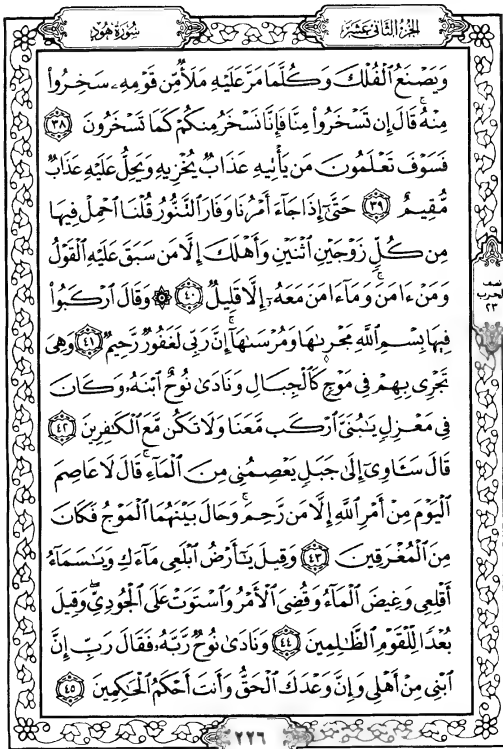 الجزء الثاني عشر
سورة هود
وَيَصْنَعُ ٱلْفُلْكَ وَكُلَّمَا مَرَّ عَلَيْهِ مَلَأٌ مِّن قَوْمِهِۦ سَخِرُوا۟
مِنْهُ ۚ قَالَ إِن تَسْخَرُوا۟ مِنَّا فَإِنَّا نَسْخَرُ مِنكُمْ كَمَا تَسْخَرُونَ ٣٨
فَسَوْفَ تَعْلَمُونَ مَن يَأْتِيهِ عَذَابٌ يُخْزِيهِ وَيَحِلُّ عَلَيْهِ عَذَابٌ
مُّقِيمٌ ٣٩ حَتَّىٰٓ إِذَا جَآءَ أَمْرُنَا وَفَارَ ٱلتَّنُّورُ قُلْنَا ٱحْمِلْ فِيهَا
مِن كُلٍّ زَوْجَيْنِ ٱثْنَيْنِ وَأَهْلَكَ إِلَّا مَن سَبَقَ عَلَيْهِ ٱلْقَوْلُ
وَمَنْ ءَامَنَ ۚ وَمَآ ءَامَنَ مَعَهُۥٓ إِلَّا قَلِيلٌ ٤٠ ۞ وَقَالَ ٱرْكَبُوا۟
فِيهَا بِسْمِ ٱللَّهِ مَجْر۪ىٰهَا وَمُرْسَىٰهَآ ۚ إِنَّ رَبِّى لَغَفُورٌ رَّحِيمٌ ٤١ وَهِىَ
تَجْرِى بِهِمْ فِى مَوْجٍ كَٱلْجِبَالِ وَنَادَىٰ نُوحٌ ٱبْنَهُۥ وَكَانَ
فِى مَعْزِلٍ يَٰبُنَىَّ ٱرْكَب مَّعَنَا وَلَا تَكُن مَّعَ ٱلْكَٰفِرِينَ ٤٢
قَالَ سَـَٔاوِىٓ إِلَىٰ جَبَلٍ يَعْصِمُنِى مِنَ ٱلْمَآءِ ۚ قَالَ لَا عَاصِمَ
ٱلْيَوْمَ مِنْ أَمْرِ ٱللَّهِ إِلَّا مَن رَّحِمَ ۚ وَحَالَ بَيْنَهُمَا ٱلْمَوْجُ فَكَانَ
مِنَ ٱلْمُغْرَقِينَ ٤٣ وَقِيلَ يَٰٓأَرْضُ ٱبْلَعِى مَآءَكِ وَيَٰسَمَآءُ
أَقْلِعِى وَغِيضَ ٱلْمَآءُ وَقُضِىَ ٱلْأَمْرُ وَٱسْتَوَتْ عَلَى ٱلْجُودِىِّ ۖ وَقِيلَ
بُعْدًا لِّلْقَوْمِ ٱلظَّٰلِمِينَ ٤٤ وَنَادَىٰ نُوحٌ رَّبَّهُۥ فَقَالَ رَبِّ إِنَّ
ٱبْنِى مِنْ أَهْلِى وَإِنَّ وَعْدَكَ ٱلْحَقُّ وَأَنتَ أَحْكَمُ ٱلْحَٰكِمِينَ ٤٥
نصف
الحزب
٢٣
٢٢٦